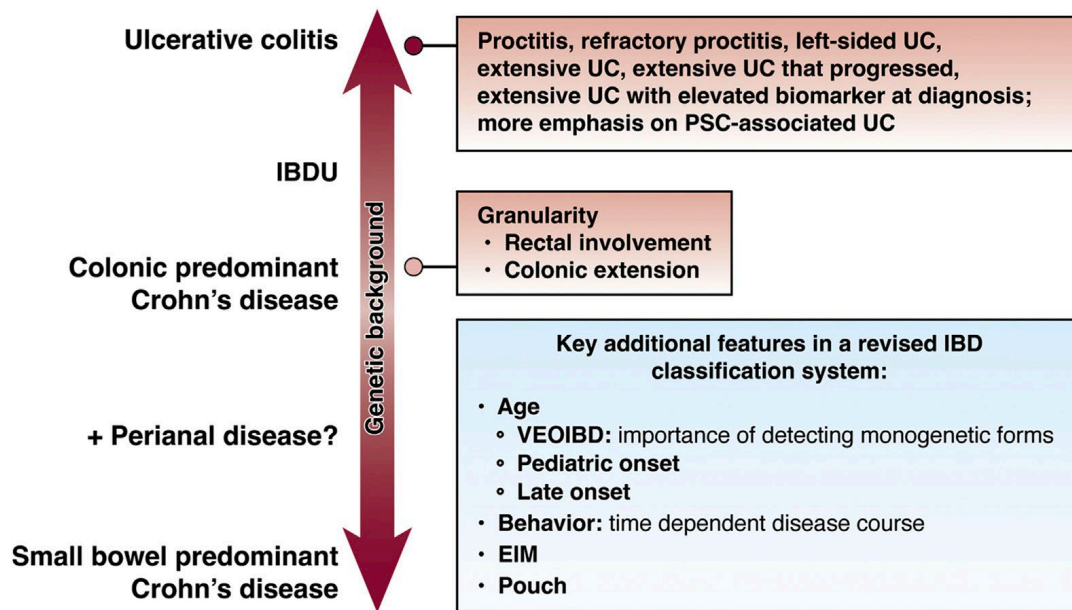 Ulcerative colitis
Proctitis, refractory proctitis, left-sided UC,
extensive UC, extensive UC that progressed,
extensive UC with elevated biomarker at diagnosis;
more emphasis on PSC-associated UC
IBDU
Genetic background
Colonic predominant
Crohn’s disease
Granularity
• Rectal involvement
• Colonic extension
+ Perianal disease?
Small bowel predominant
Crohn’s disease
Key additional features in a revised IBD
classification system:
• Age
∘ VEOIBD: importance of detecting monogenetic forms
∘ Pediatric onset
∘ Late onset
• Behavior: time dependent disease course
• EIM
• Pouch